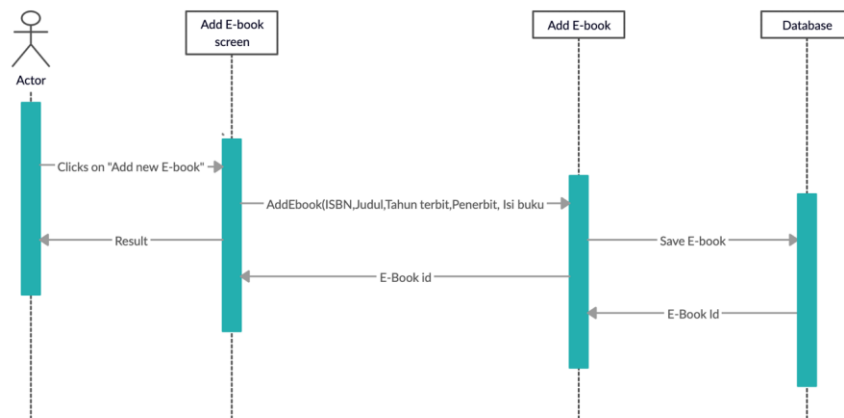 Add E-book
screen
Add E-book
Database
Actor
Clicks on "Add new E-book"
AddEbook(ISBN,Judul,Tahun terbit,Penerbit, Isi buku
Result
Save E-book
E-Book id
E-Book Id